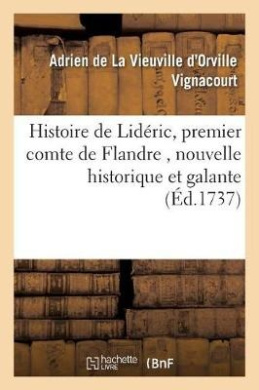 Adrien de La Vieuville d'Orville
Vignacourt
Histoire de Lidéric, premier comte de Flandre , nouvelle
historique et galante
(Éd.1737)
hachette
LIVRE
(BnF